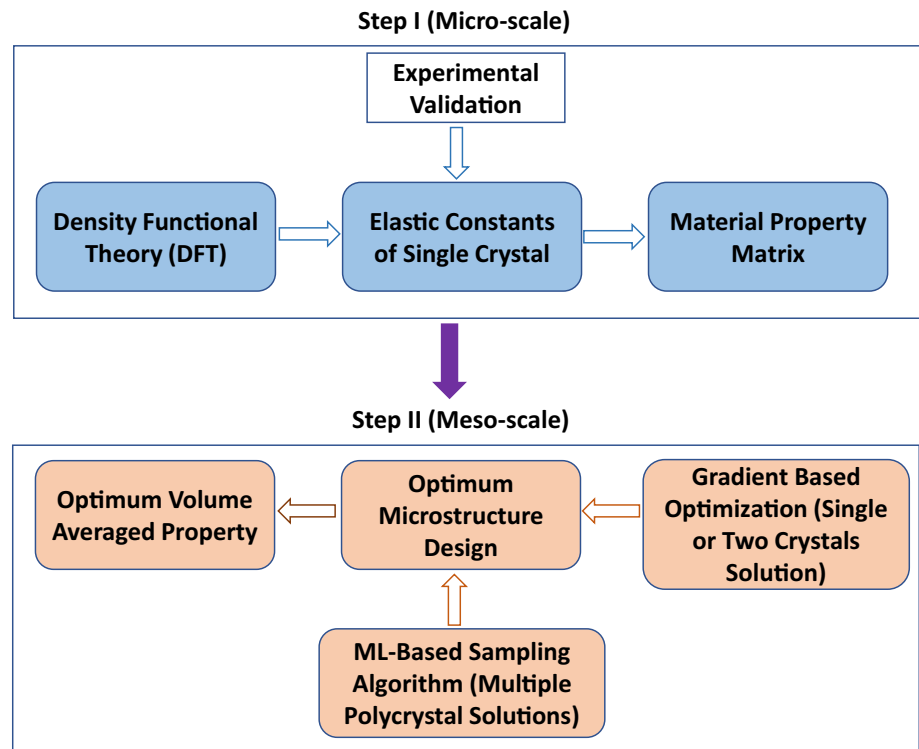 Step I (Micro-scale)
Experimental
Validation
Density Functional
Theory (DFT)
Elastic Constants
of Single Crystal
Material Property
Matrix
Step II (Meso-scale)
Optimum Volume
Averaged Property
Optimum
Microstructure
Design
Gradient Based
Optimization (Single
or Two Crystals
Solution)
ML-Based Sampling
Algorithm (Multiple
Polycrystal Solutions)